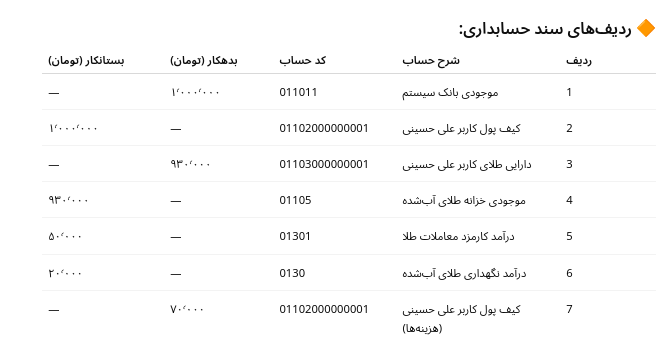 🔶 ردیف‌های سند حسابداری:
ردیف شرح حساب کد حساب بدهکار (تومان) بستانکار (تومان)
1 موجودی بانک سیستم 011011 ۱٬۰۰۰٬۰۰۰ —
2 کیف پول کاربر علی حسینی 01102000000001 — ۱٬۰۰۰٬۰۰۰
3 دارایی طلای کاربر علی حسینی 01103000000001 ۹۳۰٬۰۰۰ —
4 موجودی خزانه طلای آب‌شده 01105 — ۹۳۰٬۰۰۰
5 درآمد کارمزد معاملات طلا 01301 — ۵۰٬۰۰۰
6 درآمد نگهداری طلای آب‌شده 0130 — ۲۰٬۰۰۰
7 کیف پول کاربر علی حسینی 01102000000001 ۷۰٬۰۰۰ —
(هزینه‌ها)